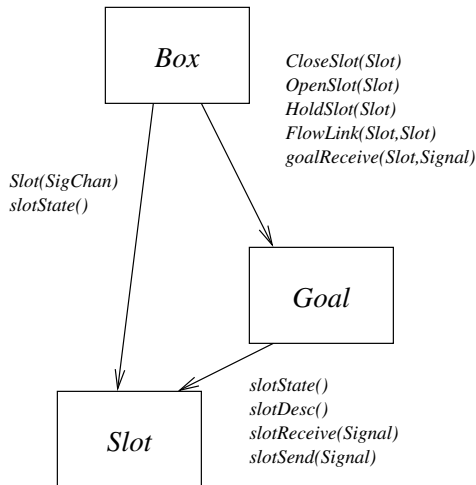 Box
CloseSlot(Slot)
OpenSlot(Slot)
HoldSlot(Slot)
FlowLink(Slot,Slot)
goalReceive(Slot,Signal)
Slot(SigChan)
slotState()
Goal
slotState()
slotDesc()
slotReceive(Signal)
slotSend(Signal)
Slot